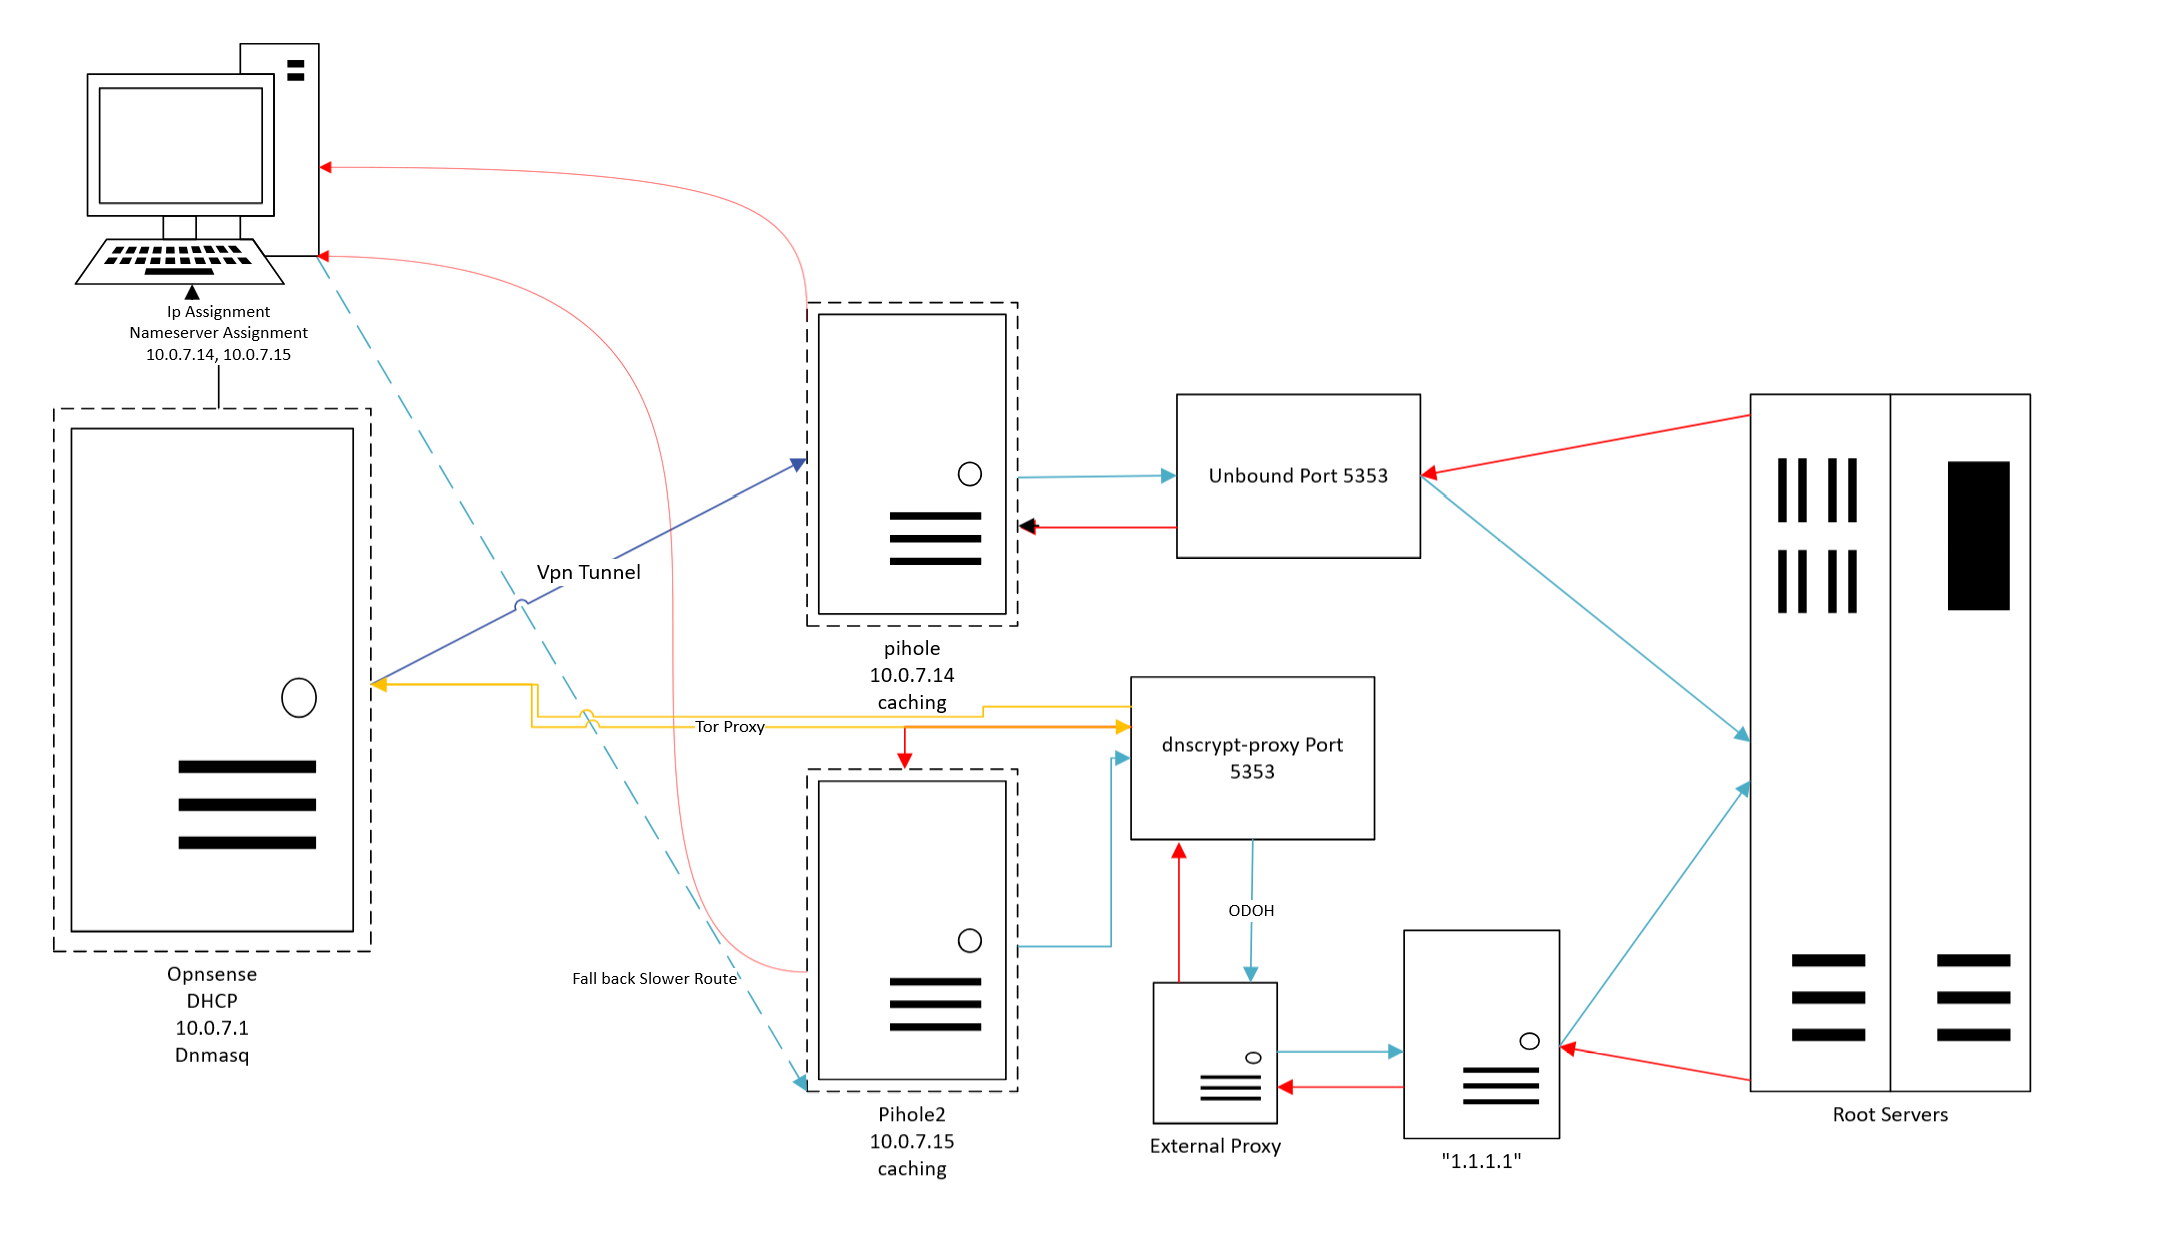 Ip Assignment
Nameserver Assignment
10.0.7.14, 10.0.7.15
Unbound Port 5353
Vpn Tunnel
pihole
10.0.7.14
caching
Tor Proxy
dnscrypt-proxy Port
5353
ODOH
Fall back Slower Route
Opnsense
DHCP
10.0.7.1
Dnmasq
Pihole2
10.0.7.15
caching
External Proxy
"1.1.1.1"
Root Servers